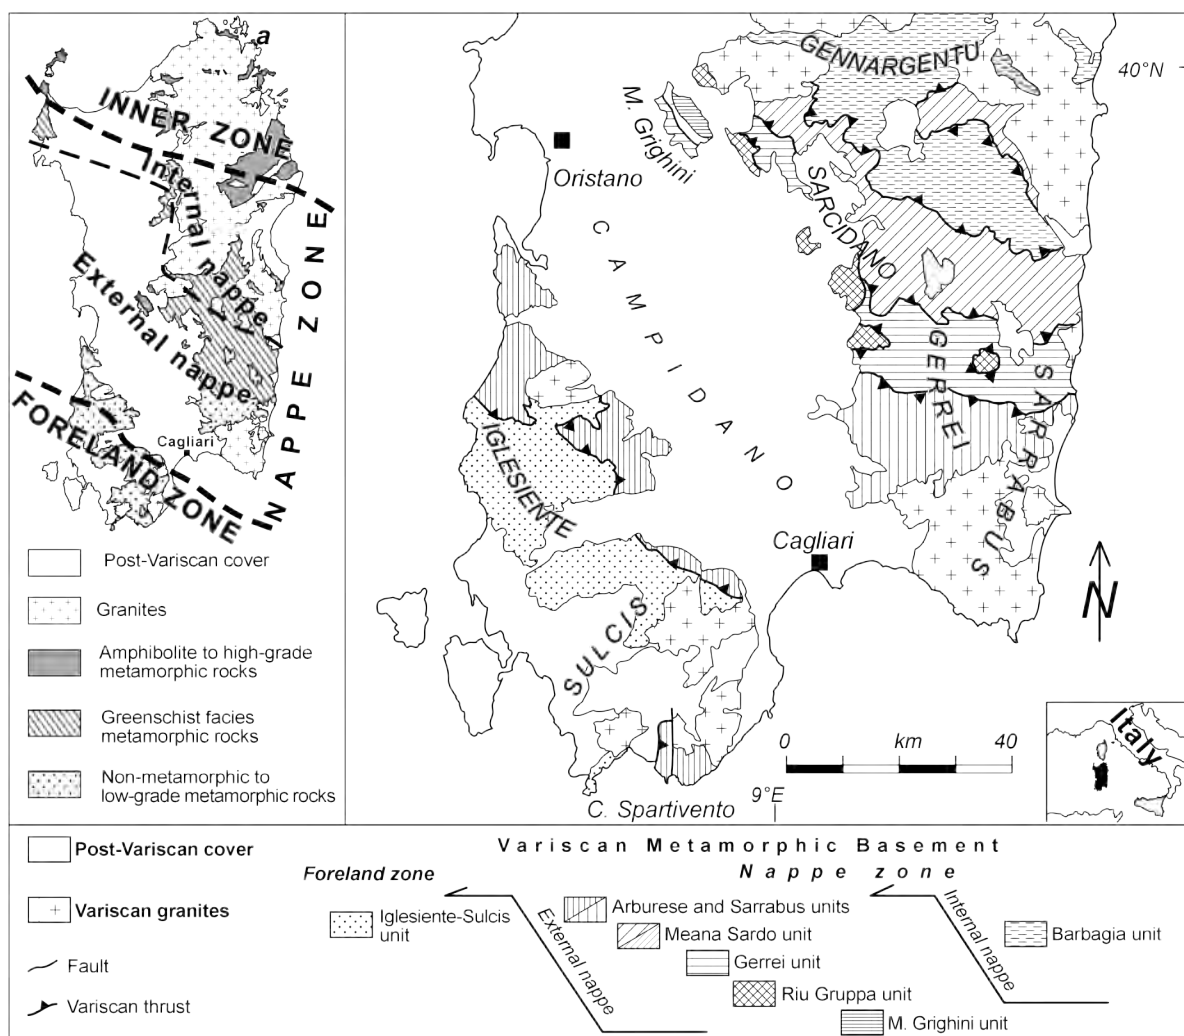 a
INNER ZONE
Internal nappe
External nappe
NAPPE ZONE
FORELAND ZONE
Cagliari
Post-Variscan cover
Granites
Amphibolite to high-grade
metamorphic rocks
Greenschist facies
metamorphic rocks
Non-metamorphic to
low-grade metamorphic rocks
GENNARGENTU
40°N
M. Grighini
Oristano
SARCIDANO
CAMPIDANO
GERREI
SARRABUS
IGLESIENTE
Cagliari
N
SULCIS
0 km 40
9°E
C. Spartivento
Italy
Post-Variscan cover
Variscan granites
Fault
Variscan thrust
Variscan Metamorphic Basement
Foreland zone
Nappe zone
Iglesiente-Sulcis
unit
External nappe
Arburese and Sarrabus units
Meana Sardo unit
Gerrei unit
Riu Gruppa unit
M. Grighini unit
Internal nappe
Barbagia unit